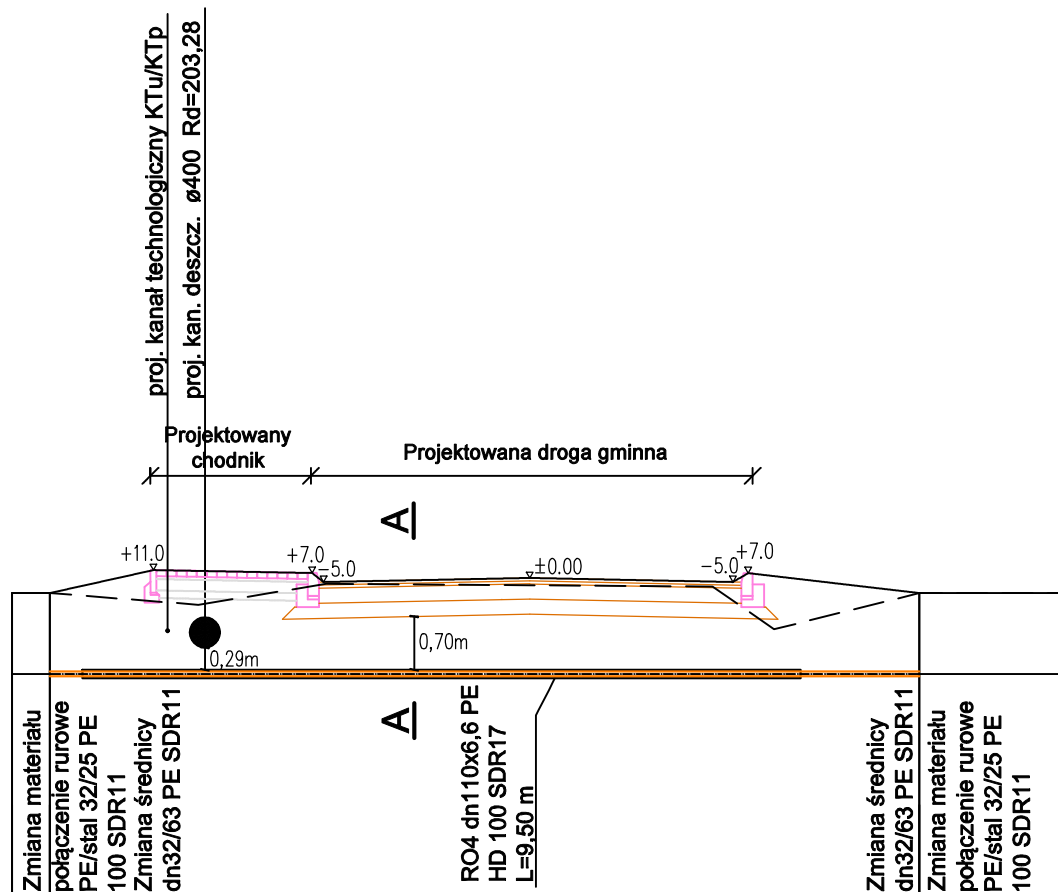 proj. kanał technologiczny KTu/KTp
proj. kan. deszcz. ø400 Rd=203,28
Projektowany
chodnik
Projektowana droga gminna
A
+11.0
+7.0
-5.0
±0.00
-5.0
+7.0
0,29m
0,70m
A
Zmiana materiału
połączenie rurowe
PE/stal 32/25 PE
100 SDR11
Zmiana średnicy
dn32/63 PE SDR11
RO4 dn110x6,6 PE
HD 100 SDR17
L=9,50 m
Zmiana średnicy
dn32/63 PE SDR11
Zmiana materiału
połączenie rurowe
PE/stal 32/25 PE
100 SDR11